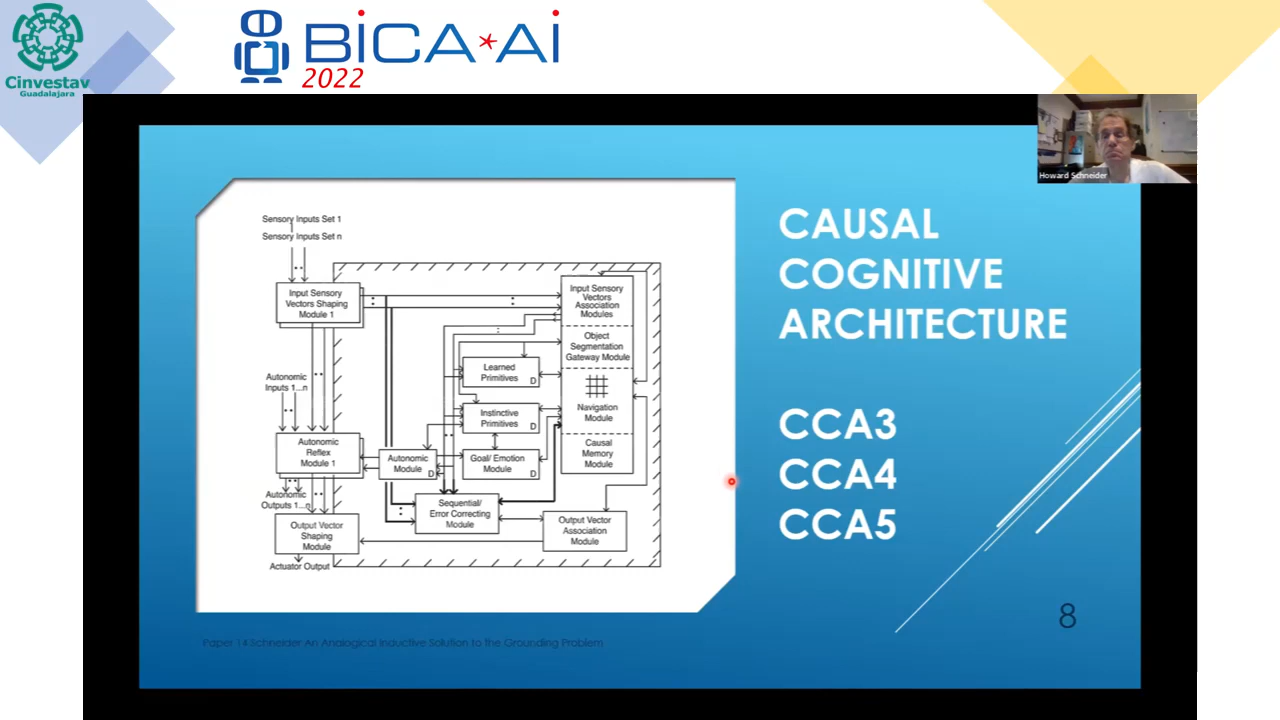 Cinvestav
Guadalajara
BiCA*Ai
2022
Howard Schneider
Sensory Inputs Set 1
Sensory Inputs Set n
Input Sensory
Vectors Shaping
Module 1
Autonomic
Inputs 1...n
Autonomic
Reflex
Module 1
Autonomic
Outputs 1...n
Output Vector
Shaping
Module
Actuator Output
Autonomic
Module
D
Learned
Primitives
D
Instinctive
Primitives
D
Goal/ Emotion
Module
D
Sequential/
Error Correcting
Module
Input Sensory
Vectors
Association
Modules
Object
Segmentation
Gateway Module
Navigation
Module
Causal
Memory
Module
Output Vector
Association
Module
CAUSAL
COGNITIVE
ARCHITECTURE
CCA3
CCA4
CCA5
8
Paper 14 Schneider An Analogical Inductive Solution to the Grounding Problem